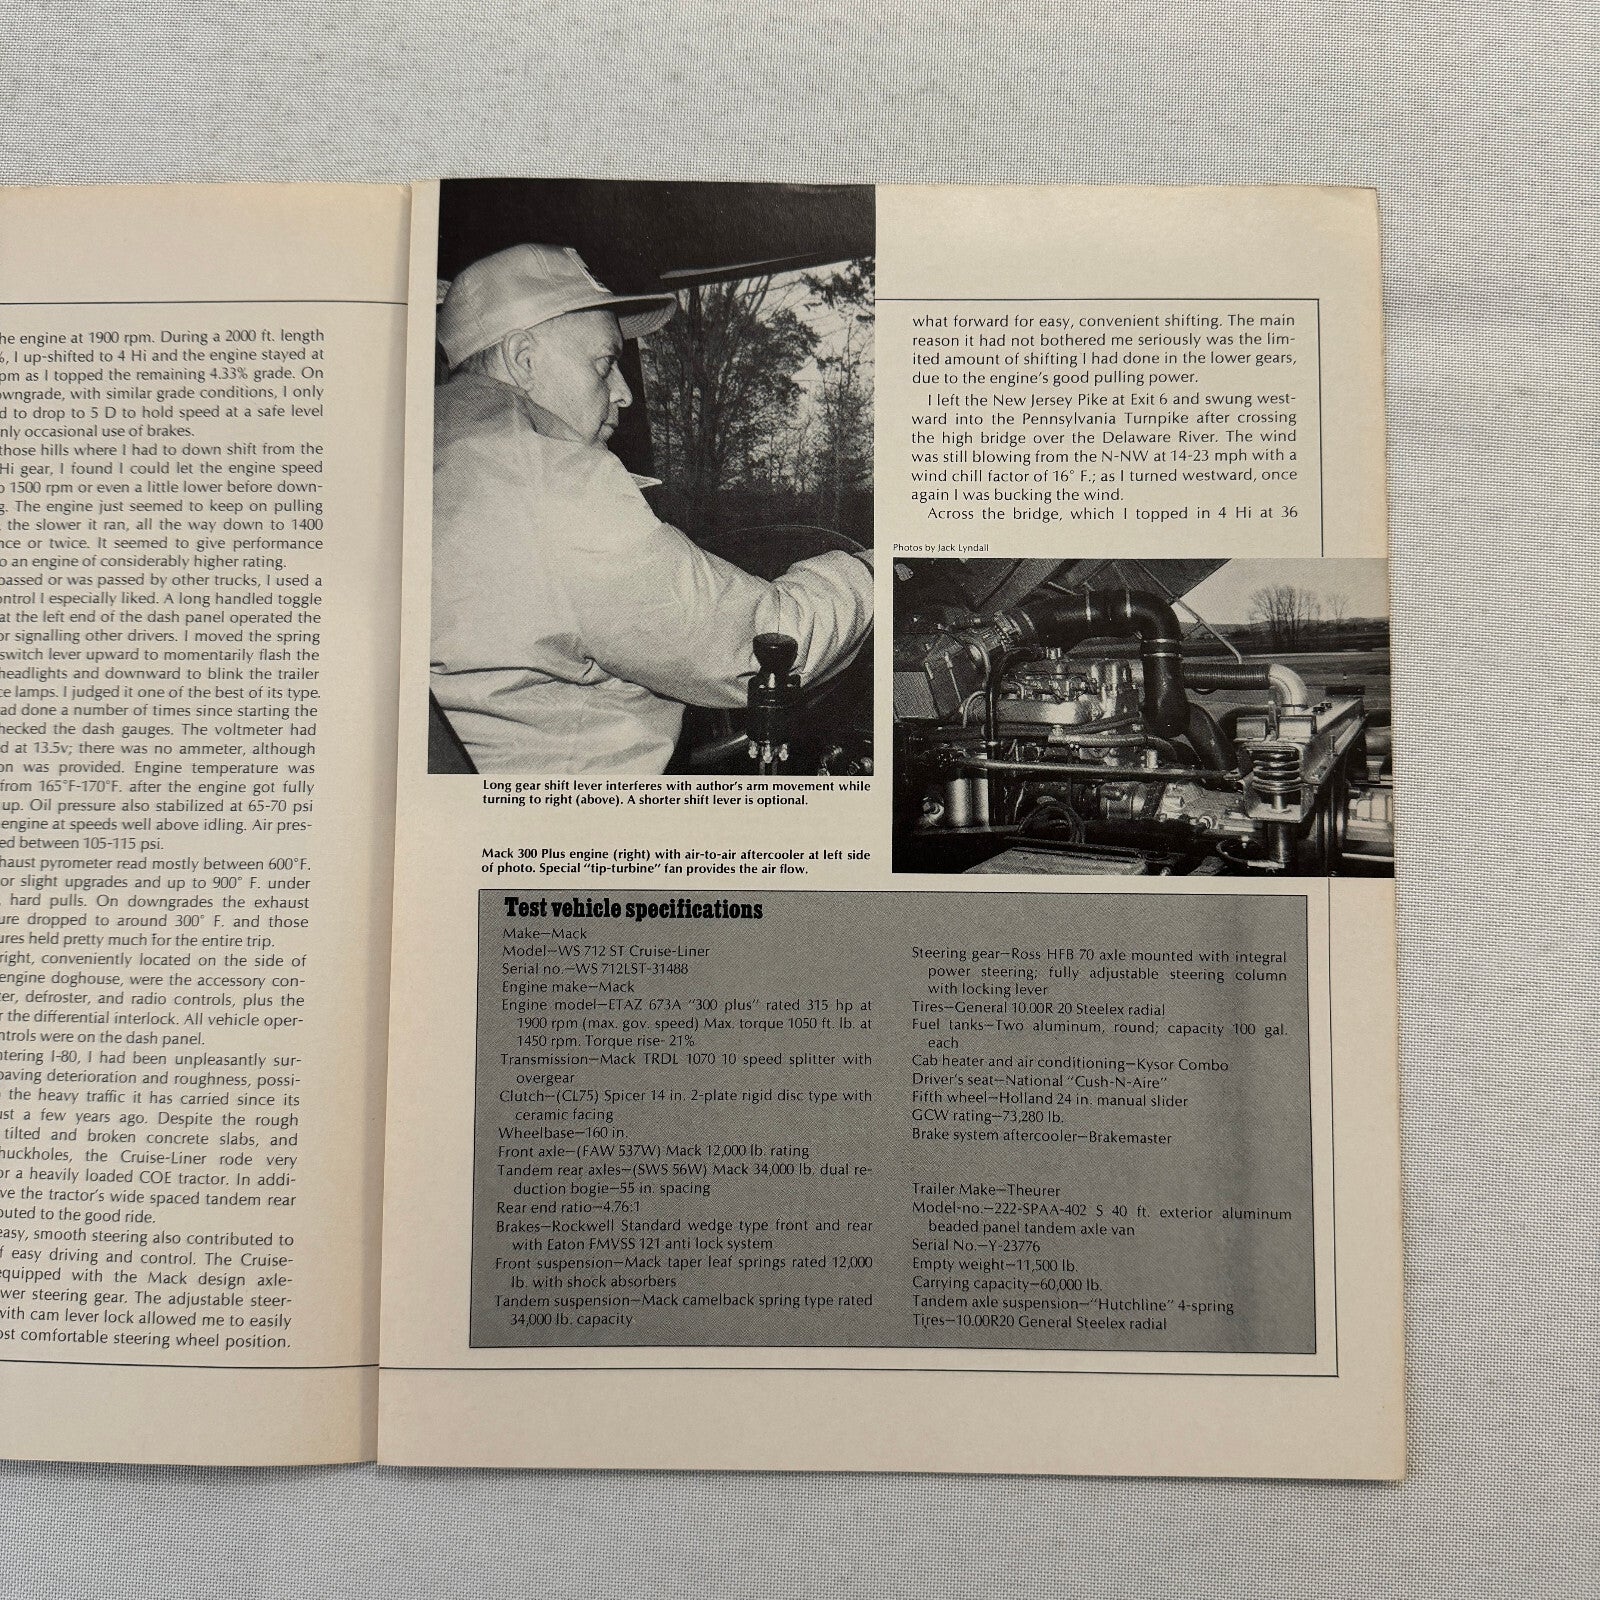 he engine at 1900 rpm. During a 2000 ft. length
%, I up-shifted to 4 Hi and the engine stayed at
pm as I topped the remaining 4.33% grade. On
wngrade, with similar grade conditions, I only
d to drop to 5 D to hold speed at a safe level
nly occasional use of brakes.
those hills where I had to down shift from the
Hi gear, I found I could let the engine speed
o 1500 rpm or even a little lower before down-
g. The engine just seemed to keep on pulling
the slower it ran, all the way down to 1400
nce or twice. It seemed to give performance
o an engine of considerably higher rating.
passed or was passed by other trucks, I used a
ontrol I especially liked. A long handled toggle
at the left end of the dash panel operated the
or signalling other drivers. I moved the spring
switch lever upward to momentarily flash the
headlights and downward to blink the trailer
ce lamps. I judged it one of the best of its type.
ad done a number of times since starting the
hecked the dash gauges. The voltmeter had
d at 13.5v; there was no ammeter, although
on was provided. Engine temperature was
from 165°F-170°F. after the engine got fully
up. Oil pressure also stabilized at 65-70 psi
engine at speeds well above idling. Air pres-
ed between 105-115 psi.
haust pyrometer read mostly between 600°F.
or slight upgrades and up to 900° F. under
hard pulls. On downgrades the exhaust
ure dropped to around 300° F. and those
ures held pretty much for the entire trip.
right, conveniently located on the side of
engine doghouse, were the accessory con-
ter, defroster, and radio controls, plus the
r the differential interlock. All vehicle oper-
ntrols were on the dash panel.
ntering I-80, I had been unpleasantly sur-
paving deterioration and roughness, possi-
the heavy traffic it has carried since its
ust a few years ago. Despite the rough
tilted and broken concrete slabs, and
huckholes, the Cruise-Liner rode very
or a heavily loaded COE tractor. In addi-
ve the tractor's wide spaced tandem rear
buted to the good ride.
easy, smooth steering also contributed to
f easy driving and control. The Cruise-
equipped with the Mack design axle-
wer steering gear. The adjustable steer-
with cam lever lock allowed me to easily
ost comfortable steering wheel position.
what forward for easy, convenient shifting. The main
reason it had not bothered me seriously was the lim-
ited amount of shifting I had done in the lower gears,
due to the engine's good pulling power.
I left the New Jersey Pike at Exit 6 and swung west-
ward into the Pennsylvania Turnpike after crossing
the high bridge over the Delaware River. The wind
was still blowing from the N-NW at 14-23 mph with a
wind chill factor of 16° F.; as I turned westward, once
again I was bucking the wind.
Across the bridge, which I topped in 4 Hi at 36
Photos by Jack Lyndall
Long gear shift lever interferes with author's arm movement while
turning to right (above). A shorter shift lever is optional.
Mack 300 Plus engine (right) with air-to-air aftercooler at left side
of photo. Special "tip-turbine" fan provides the air flow.
Test vehicle specifications
Make—Mack
Model—WS 712 ST Cruise-Liner
Serial no.—WS 712LST-31488
Engine make—Mack
Engine model—ETAZ 673A "300 plus" rated 315 hp at
1900 rpm (max. gov. speed) Max. torque 1050 ft. lb. at
1450 rpm. Torque rise- 21%
Transmission—Mack TRDL 1070 10 speed splitter with
overgear
Clutch—(CL75) Spicer 14 in. 2-plate rigid disc type with
ceramic facing
Wheelbase—160 in.
Front axle—(FAW 537W) Mack 12,000 lb. rating
Tandem rear axles—(SWS 56W) Mack 34,000 lb. dual re-
duction bogie—55 in. spacing
Rear end ratio—4.76:1
Brakes—Rockwell Standard wedge type front and rear
with Eaton FMVSS 121 anti lock system
Front suspension—Mack taper leaf springs rated 12,000
lb. with shock absorbers
Tandem suspension—Mack camelback spring type rated
34,000 lb. capacity
Steering gear—Ross HFB 70 axle mounted with integral
power steering; fully adjustable steering column
with locking lever
Tires—General 10.00R 20 Steelex radial
Fuel tanks—Two aluminum, round; capacity 100 gal.
each
Cab heater and air conditioning—Kysor Combo
Driver's seat—National "Cush-N-Aire"
Fifth wheel—Holland 24 in. manual slider
GCW rating—73,280 lb.
Brake system aftercooler—Brakemaster
Trailer Make—Theurer
Model-no.—222-SPAA-402 S 40 ft. exterior aluminum
beaded panel tandem axle van
Serial No.—Y-23776
Empty weight—11,500 lb.
Carrying capacity—60,000 lb.
Tandem axle suspension—"Hutchline" 4-spring
Tires—10.00R20 General Steelex radial